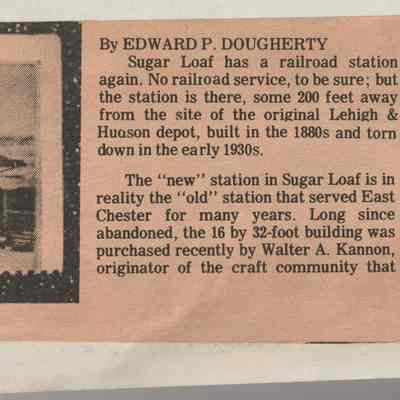 By EDWARD P. DOUGHERTY
Sugar Loaf has a railroad station
again. No railroad service, to be sure; but
the station is there, some 200 feet away
from the site of the original Lehigh &
Hudson depot, built in the 1880s and torn
down in the early 1930s.
The "new" station in Sugar Loaf is in
reality the "old" station that served East
Chester for many years. Long since
abandoned, the 16 by 32-foot building was
purchased recently by Walter A. Kannon,
originator of the craft community that